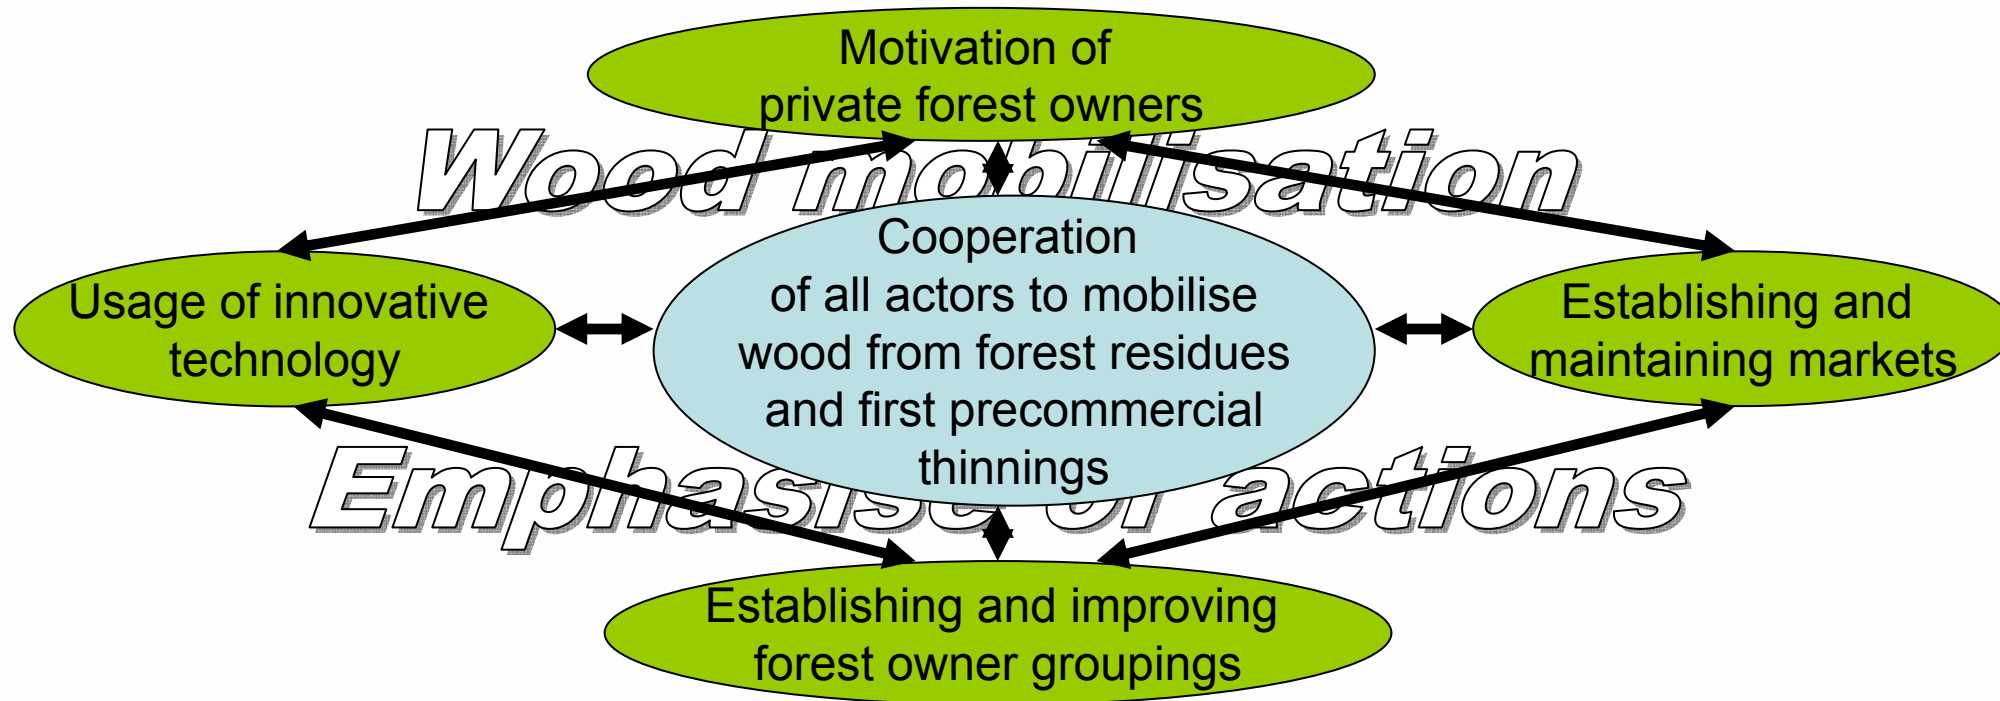 Motivation of
private forest owners
Wood mobilisation
Cooperation
of all actors to mobilise
wood from forest residues
and first precommercial
thinnings
Usage of innovative
technology
Establishing and
maintaining markets
Emphasise of actions
Establishing and improving
forest owner groupings